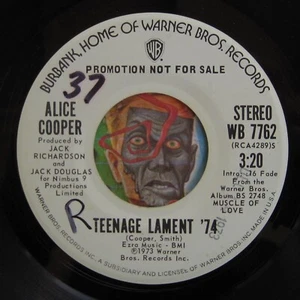 BURBANK, HOME OF WARNER BROS. RECORDS
WB
PROMOTION NOT FOR SALE
37
ALICE
COOPER
Produced by
JACK
RICHARDSON
and
JACK DOUGLAS
for Nimbus 9
Productions
Limited
STEREO
WB 7762
(RCA4289S)
3:20
Intro: :16 Fade
From the
Warner Bros.
Album BS 2748
MUSCLE OF
LOVE
R
TEENAGE LAMENT '74
(Cooper, Smith)
Ezra Music - BMI
℗1973 Warner
Bros. Records Inc.
WARNER BROS. RECORDS INC., A SUBSIDIARY AND LICENSEE OF WARNER BROS. INC.
MADE IN U.S.A.